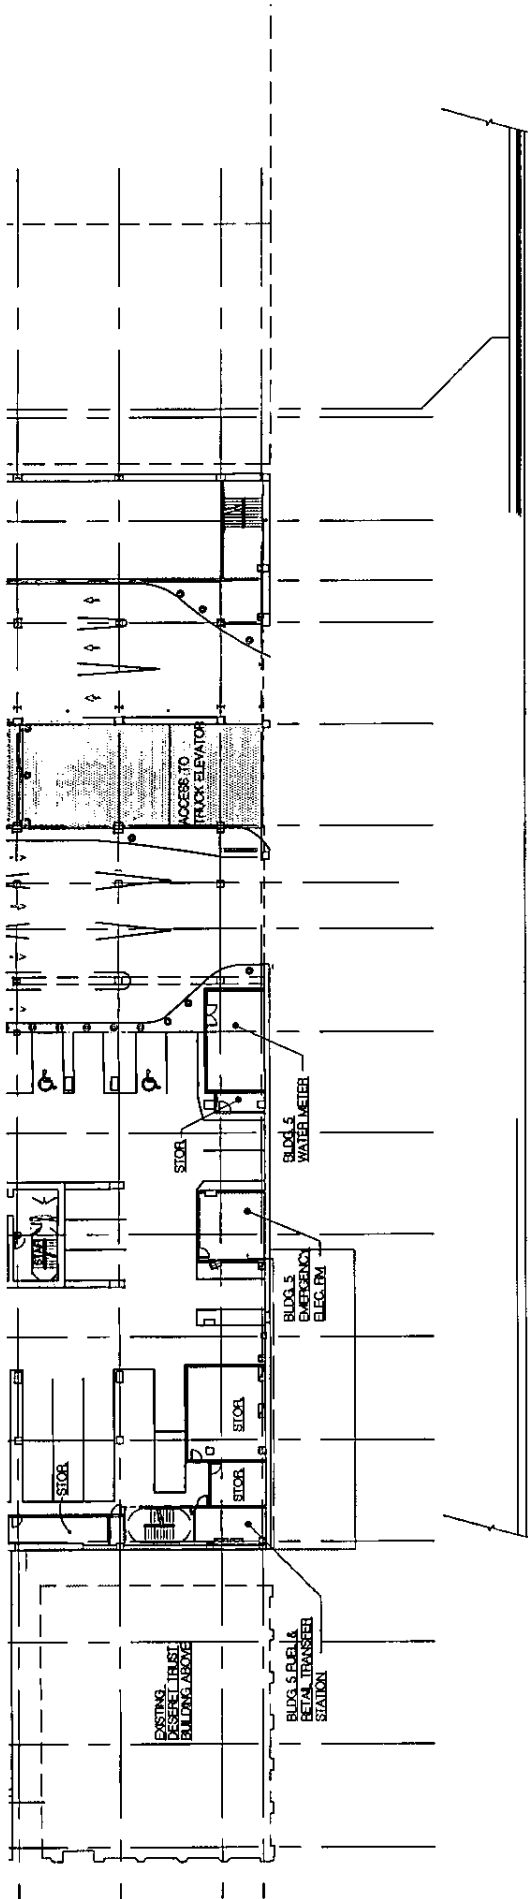 ACCESS TO
TRUCK ELEVATOR
STOR.
BLDG. 5
WATER METER
STAIR
BLDG. 5
EMERGENCY
ELEC. RM
STOR.
STOR.
STOR.
EXISTING
DESERET TRUST
BUILDING ABOVE
BLDG. 5 FUEL &
RETAIL TRANSFER
STATION